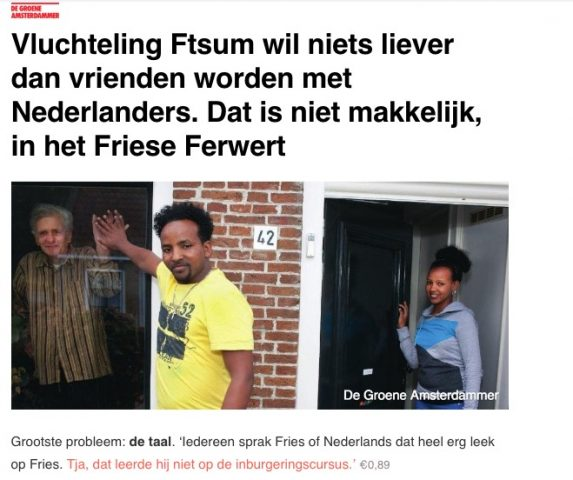 DE GROENE
AMSTERDAMMER
Vluchteling Ftsum wil niets liever
dan vrienden worden met
Nederlanders. Dat is niet makkelijk,
in het Friese Ferwert
42
52
De Groene Amsterdammer
Grootste probleem: de taal. ‘Iedereen sprak Fries of Nederlands dat heel erg leek
op Fries. Tja, dat leerde hij niet op de inburgeringscursus.’ €0,89